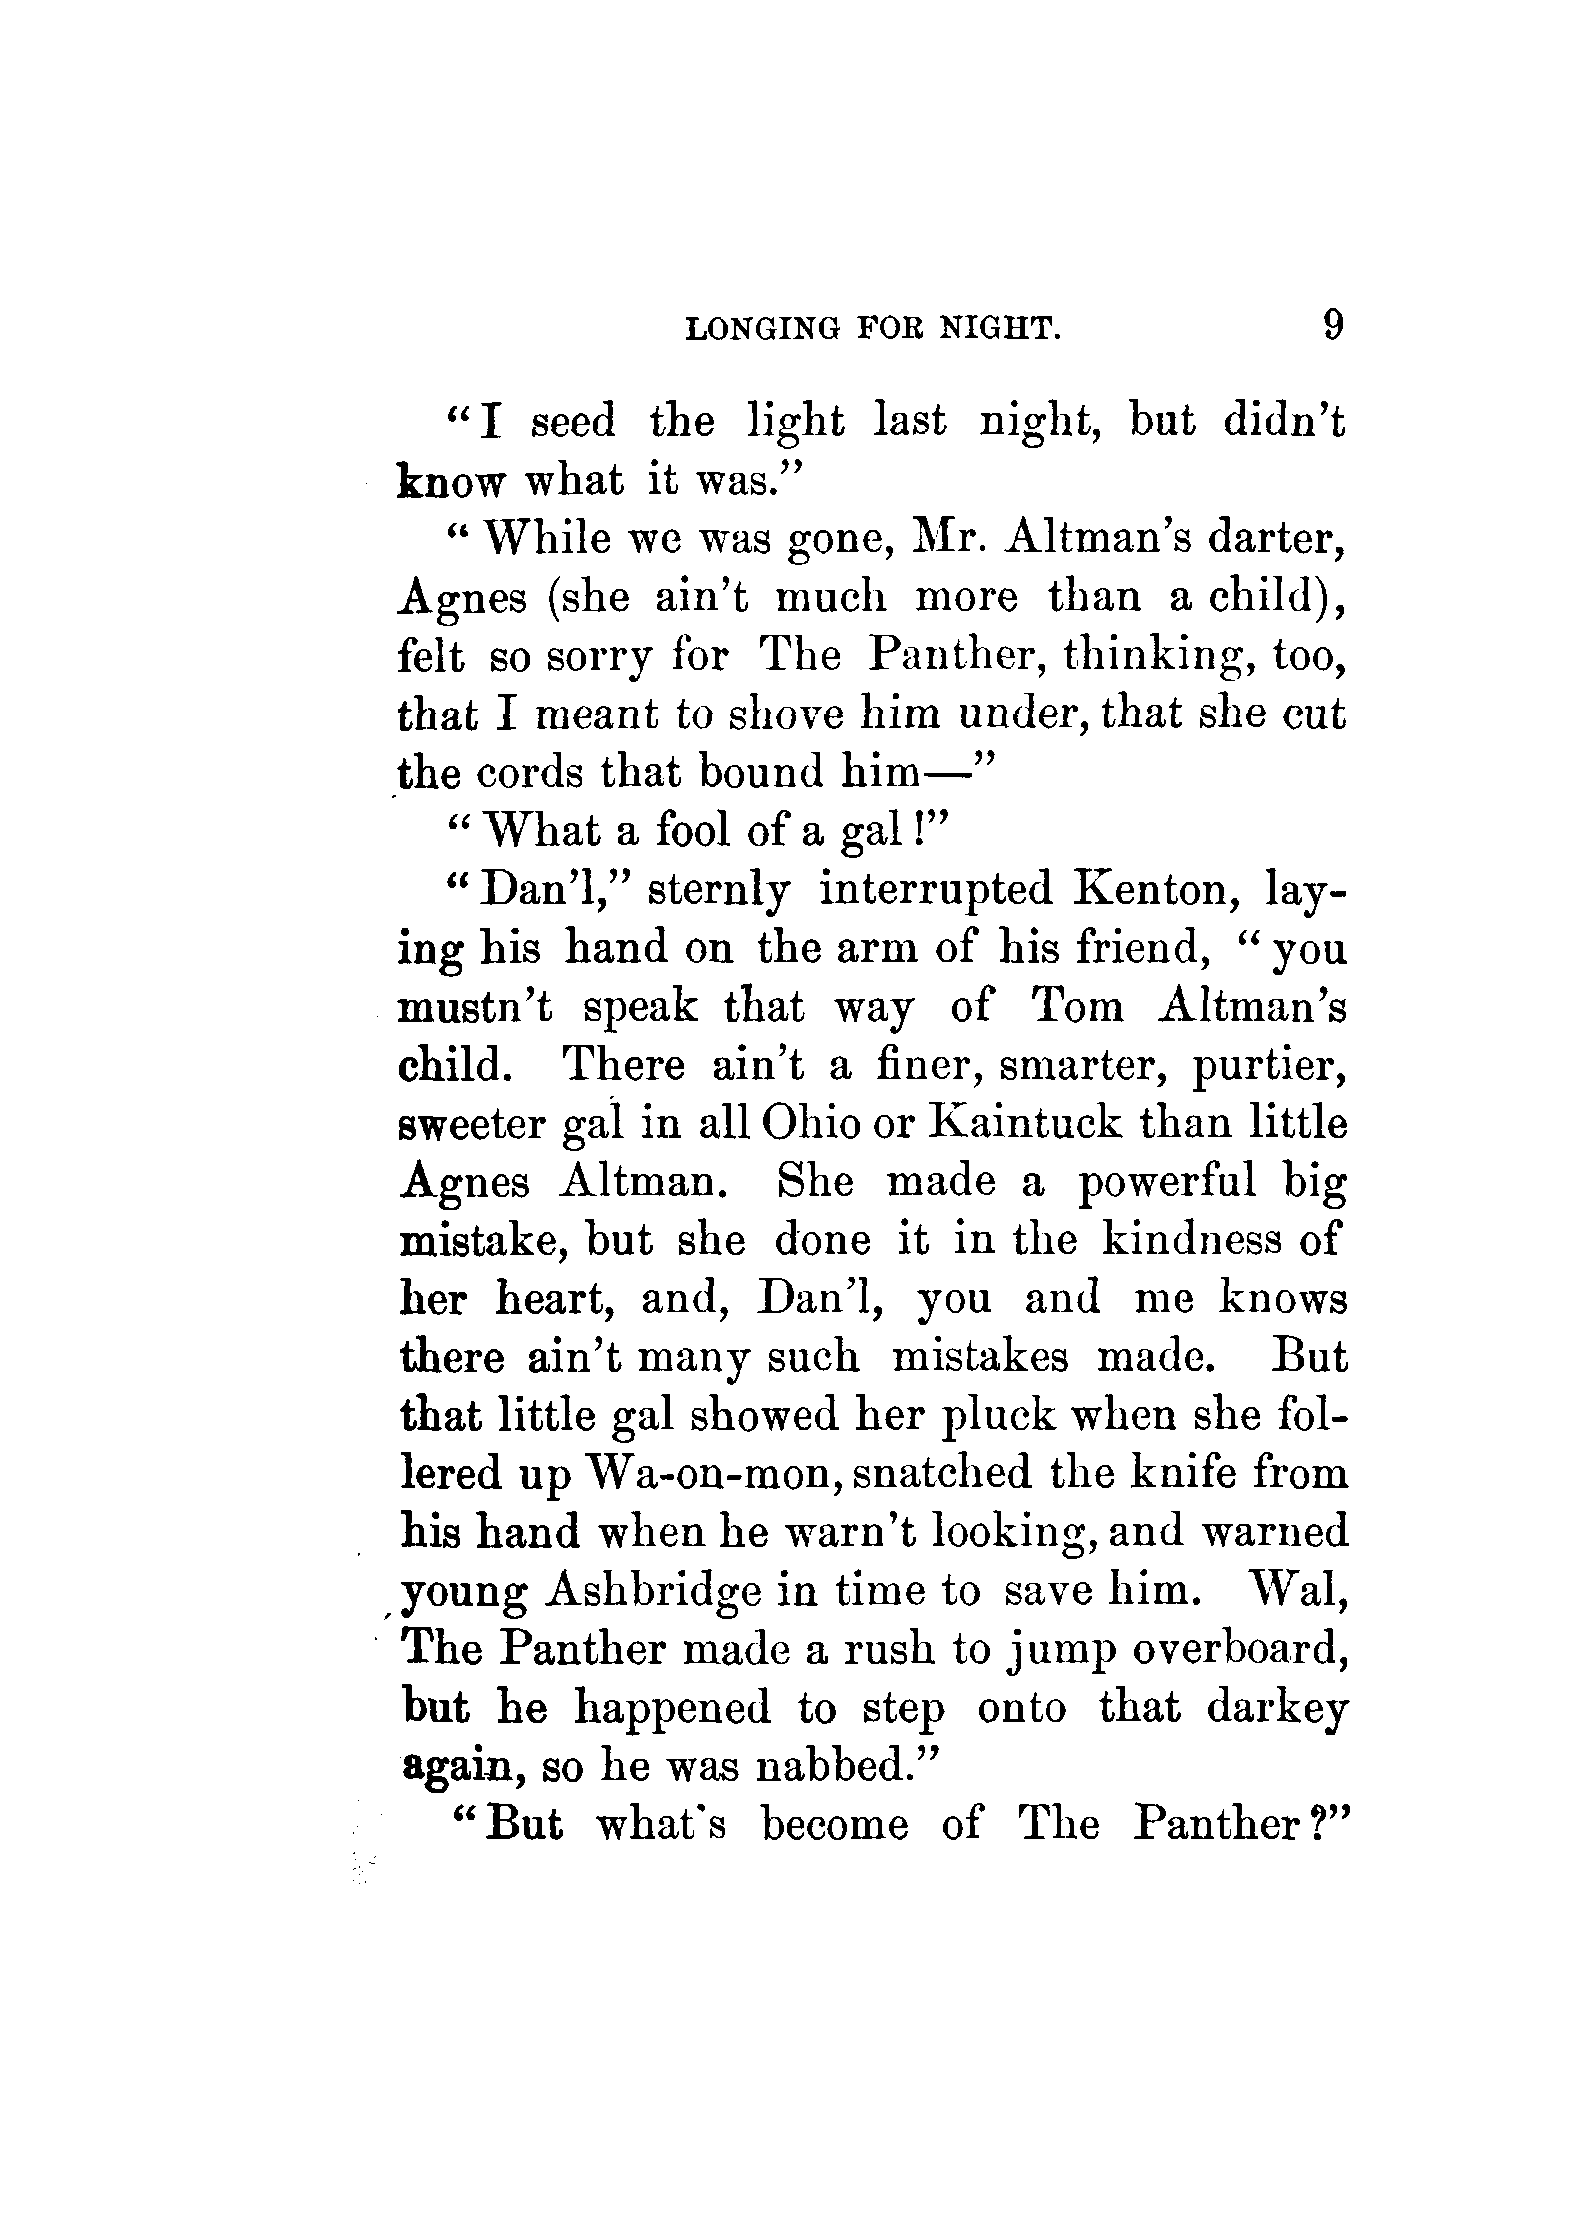 LONGING FOR NIGHT. 9
"I seed the light last night, but didn't
know what it was."
"While we was gone, Mr. Altman's darter,
Agnes (she ain't much more than a child),
felt so sorry for The Panther, thinking, too,
that I meant to shove him under, that she cut
the cords that bound him—"
"What a fool of a gal!"
"Dan'l," sternly interrupted Kenton, lay-
ing his hand on the arm of his friend, "you
mustn't speak that way of Tom Altman's
child. There ain't a finer, smarter, purtier,
sweeter gal in all Ohio or Kaintuck than little
Agnes Altman. She made a powerful big
mistake, but she done it in the kindness of
her heart, and, Dan'l, you and me knows
there ain't many such mistakes made. But
that little gal showed her pluck when she fol-
lered up Wa-on-mon, snatched the knife from
his hand when he warn't looking, and warned
young Ashbridge in time to save him. Wal,
The Panther made a rush to jump overboard,
but he happened to step onto that darkey
again, so he was nabbed."
"But what's become of The Panther?"